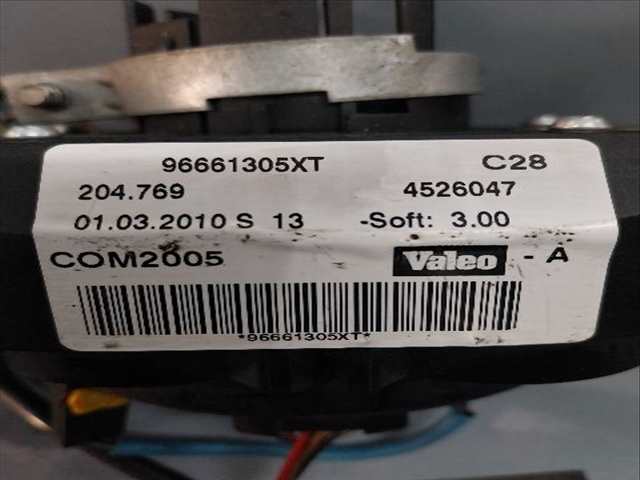 96661305XT C28
204.769 4526047
01.03.2010 S 13 -Soft: 3.00
COM2005 Valeo - A
*96661305XT*